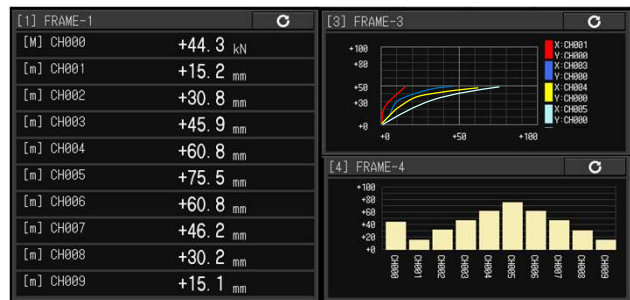 [1] FRAME-1
[M] CH000 +44.3 kN
[m] CH001 +15.2 mm
[m] CH002 +30.8 mm
[m] CH003 +45.9 mm
[m] CH004 +60.8 mm
[m] CH005 +75.5 mm
[m] CH006 +60.8 mm
[m] CH007 +46.2 mm
[m] CH008 +30.2 mm
[m] CH009 +15.1 mm
[3] FRAME-3
+100
+80
+50
+30
+0
+0 +50 +100
X:CH001
Y:CH000
X:CH003
Y:CH000
X:CH004
Y:CH000
X:CH005
Y:CH000
[4] FRAME-4
+100
+80
+60
+40
+20
+0
CH000 CH001 CH002 CH003 CH004 CH005 CH006 CH007 CH008 CH009